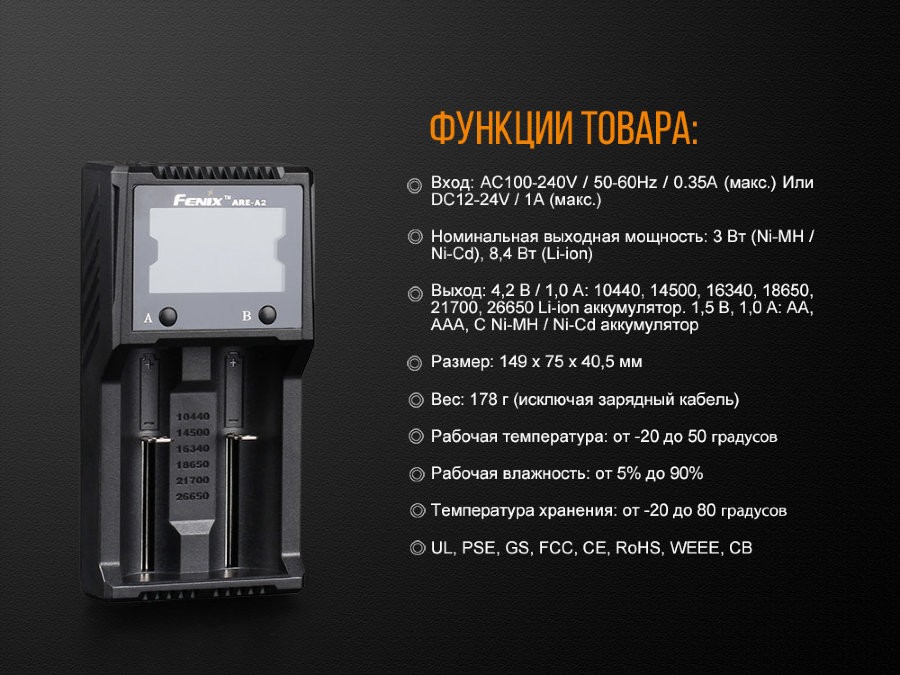 ФУНКЦИИ ТОВАРА:
Вход: AC100-240V / 50-60Hz / 0.35A (макс.) Или
DC12-24V / 1A (макс.)
Номинальная выходная мощность: 3 Вт (Ni-MH /
Ni-Cd), 8,4 Вт (Li-ion)
Выход: 4,2 В / 1,0 А: 10440, 14500, 16340, 18650,
21700, 26650 Li-ion аккумулятор. 1,5 В, 1,0 А: AA,
AAA, C Ni-MH / Ni-Cd аккумулятор
Размер: 149 x 75 x 40,5 мм
Вес: 178 г (исключая зарядный кабель)
Рабочая температура: от -20 до 50 градусов
Рабочая влажность: от 5% до 90%
Температура хранения: от -20 до 80 градусов
UL, PSE, GS, FCC, CE, RoHS, WEEE, CB
FENIX™ ARE-A2
A B
+ +
10440
14500
16340
18650
21700
26650